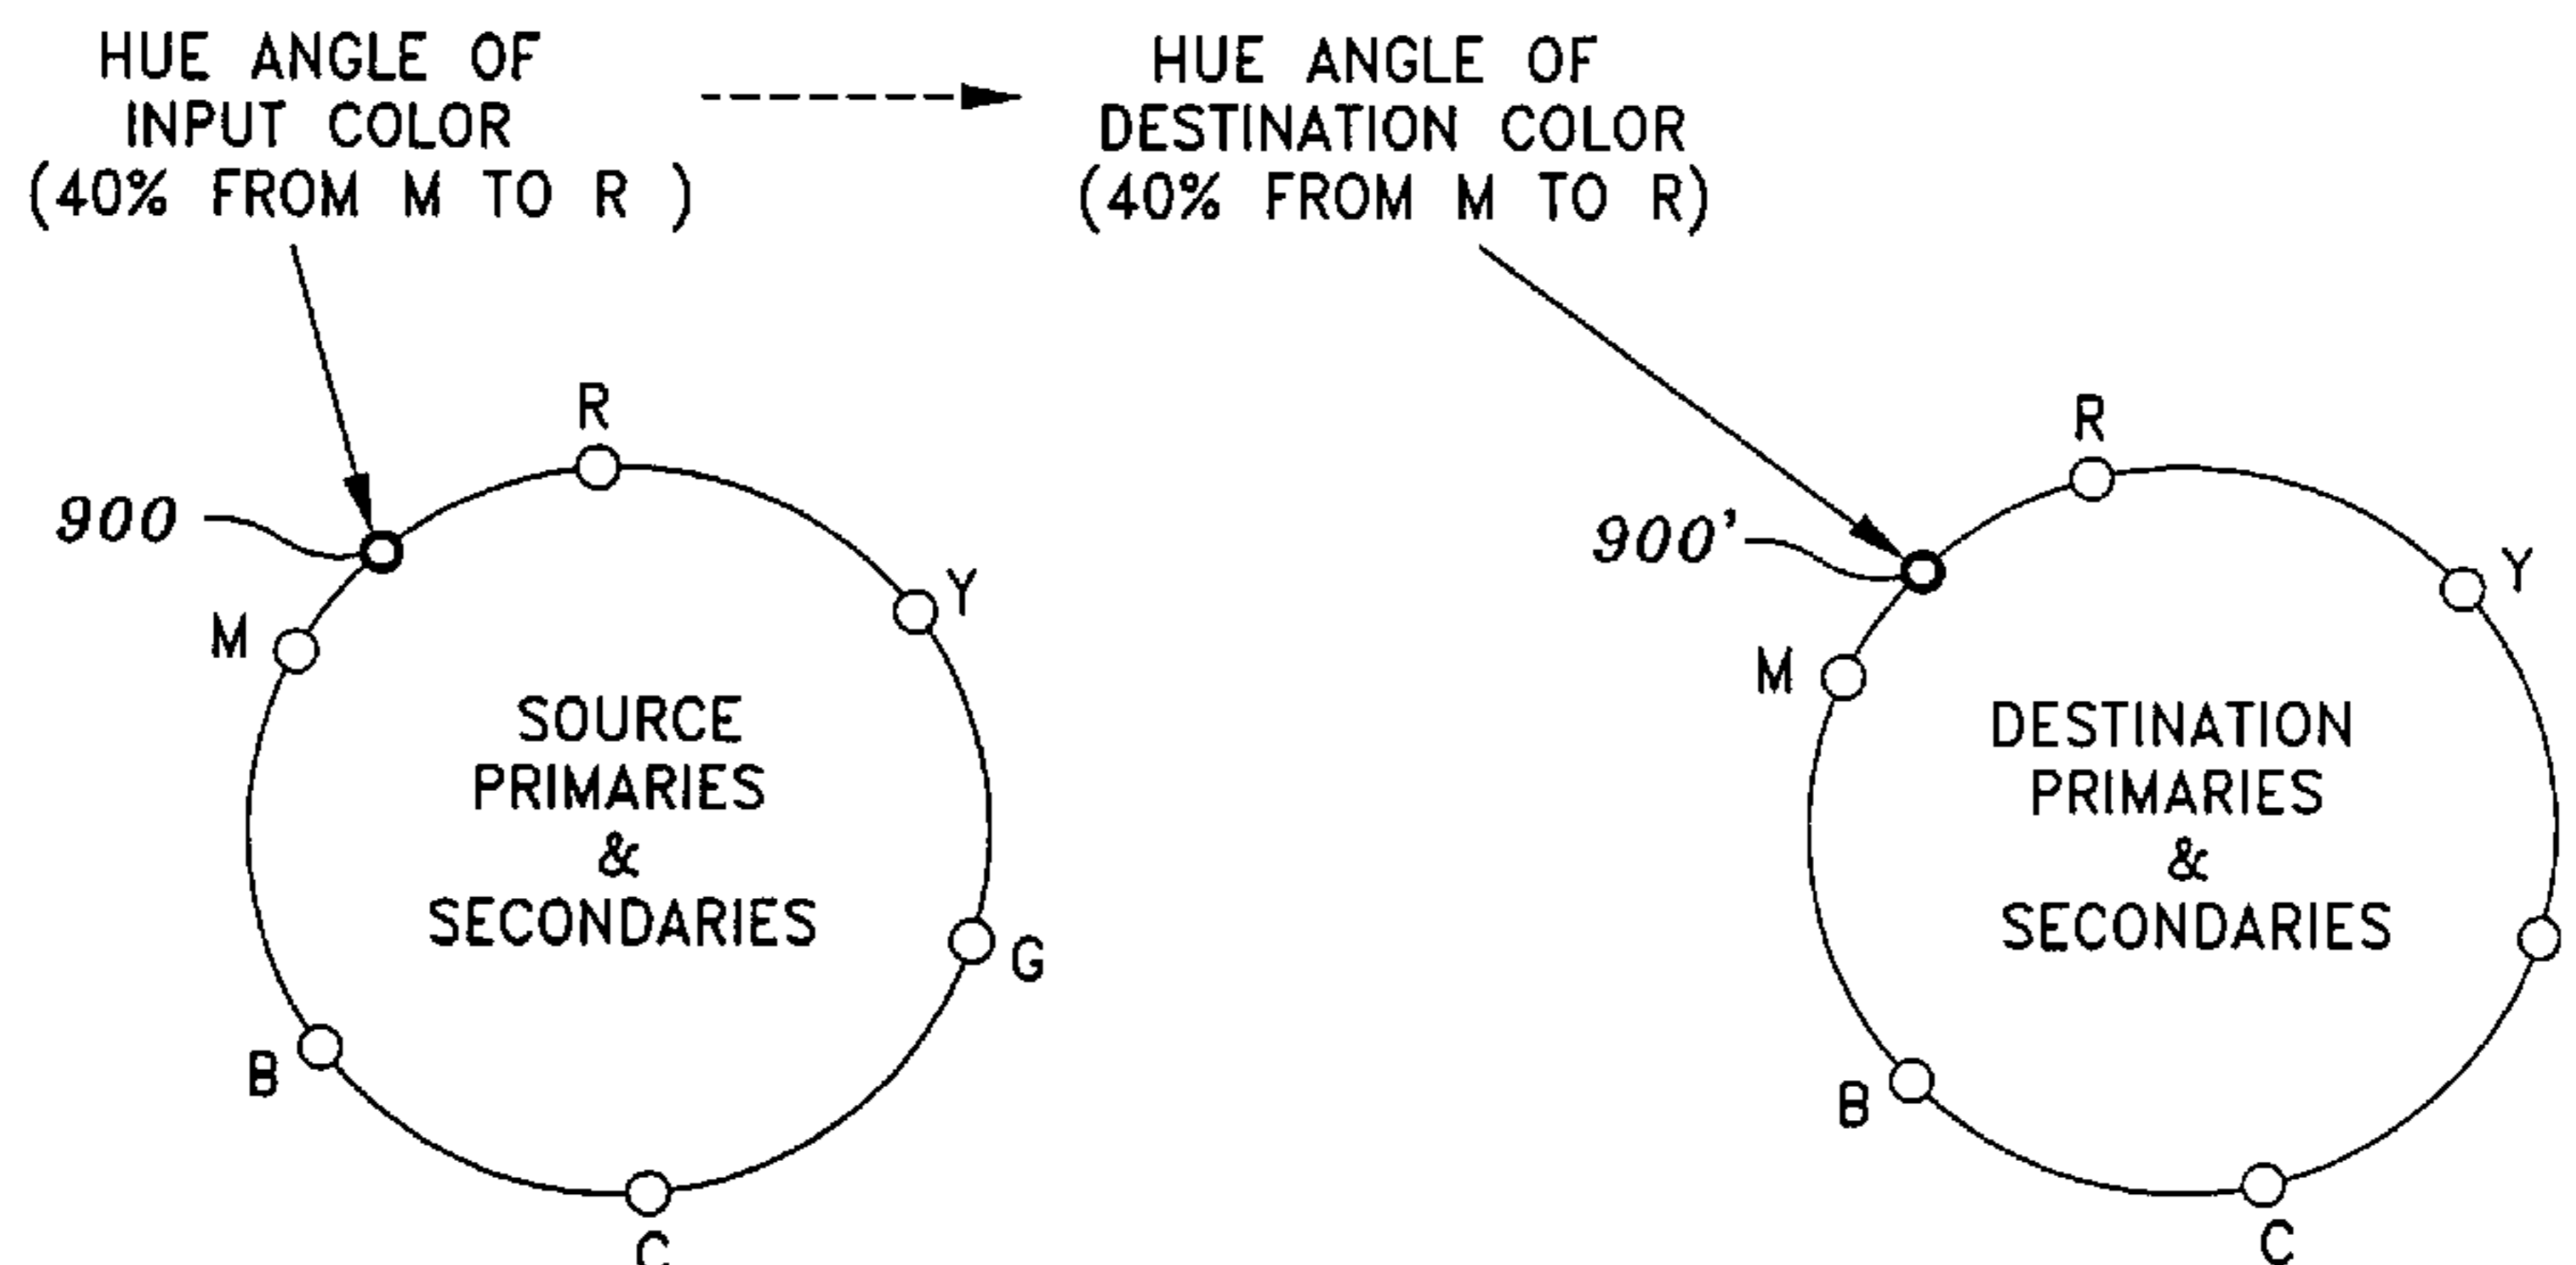 HUE ANGLE OF
INPUT COLOR
(40% FROM M TO R )
HUE ANGLE OF
DESTINATION COLOR
(40% FROM M TO R)
R
900
Y
M
SOURCE
PRIMARIES
&
SECONDARIES
G
B
C
R
900'
Y
M
DESTINATION
PRIMARIES
&
SECONDARIES
B
C